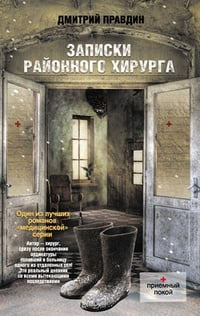 ДМИТРИЙ ПРАВДИН
ЗАПИСКИ
РАЙОННОГО ХИРУРГА
Один из лучших
романов
«медицинской»
серии
Автор — хирург,
сразу после окончания
ординатуры
попавший в больницу
одного из отдаленных сел!
Это реальный дневник
со всеми вытекающими
последствиями
приемный
покой